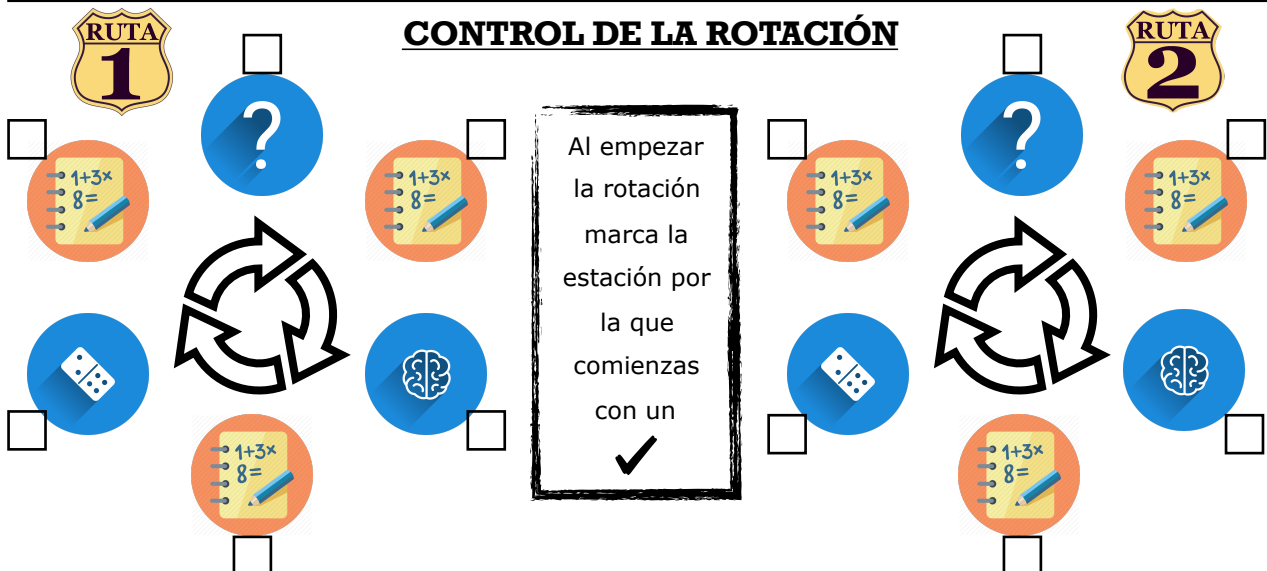 RUTA
1
CONTROL DE LA ROTACIÓN
RUTA
2
?
?
1+3×
8=
1+3×
8=
Al empezar
la rotación
marca la
estación por
la que
comienzas
con un
✓
1+3×
8=
1+3×
8=
1+3×
8=
1+3×
8=